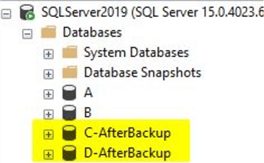 SQLServer2019 (SQL Server 15.0.4023.6
Databases
System Databases
Database Snapshots
A
B
C-AfterBackup
D-AfterBackup